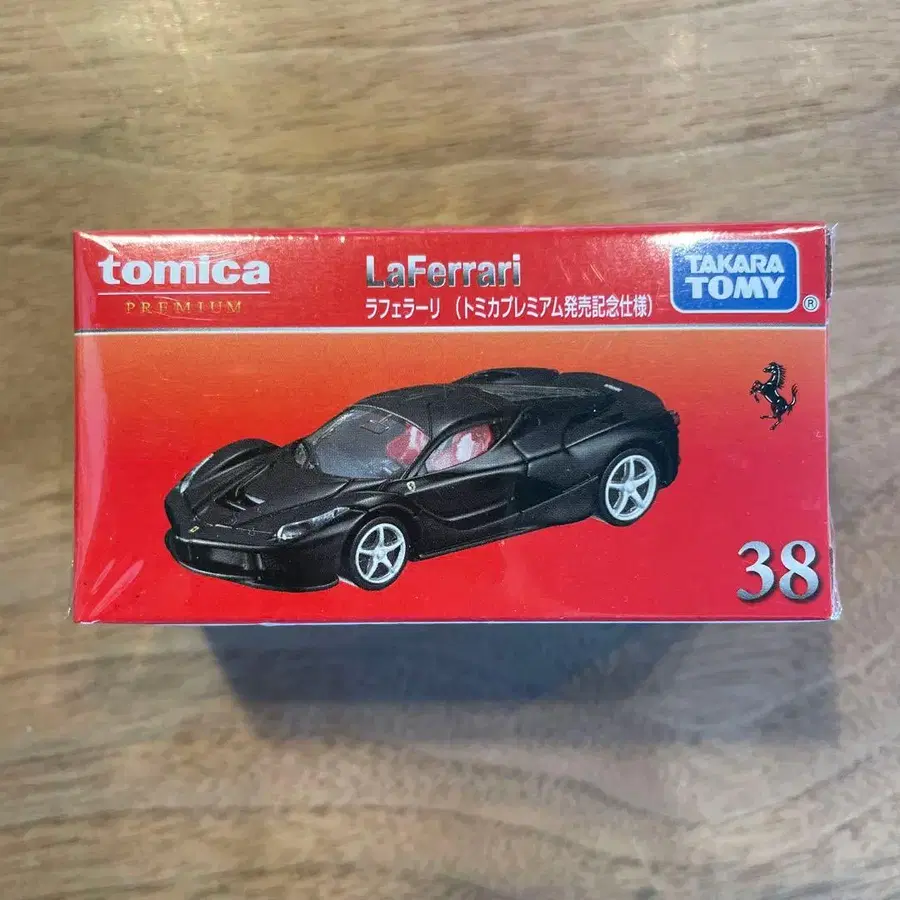 tomica
PREMIUM
LaFerrari
ラフェラーリ （トミカプレミアム発売記念仕様）
TAKARA
TOMY
®
38